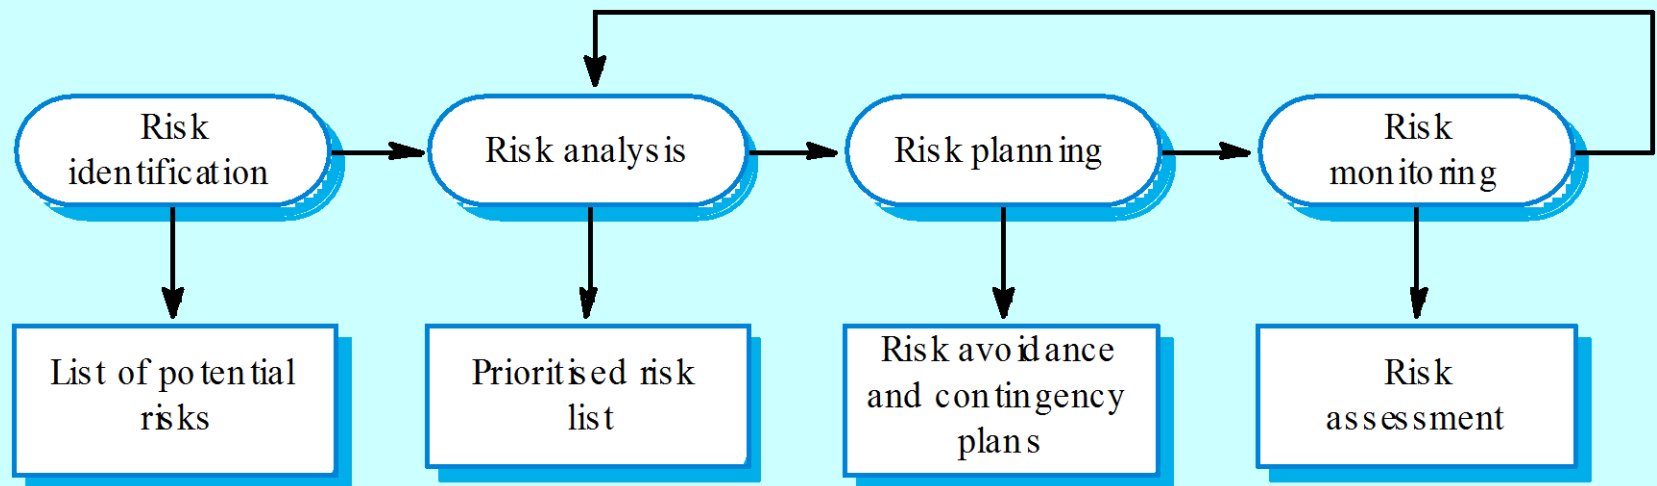 Risk
identification
Risk analysis
Risk planning
Risk
monitoring
List of potential
risks
Prioritised risk
list
Risk avoidance
and contingency
plans
Risk
assessment